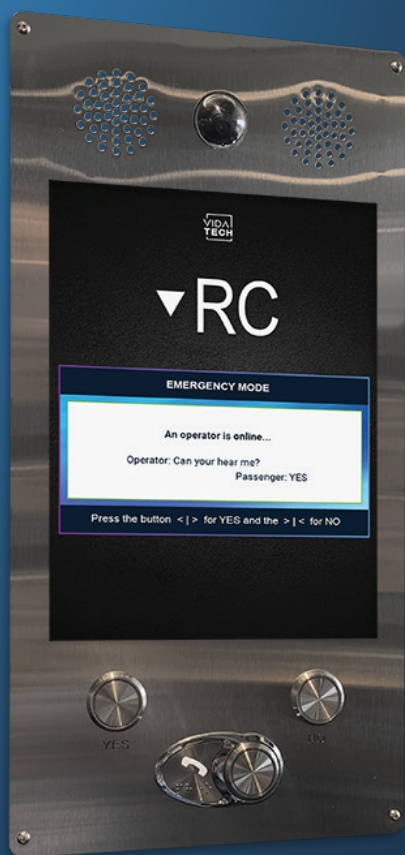 VIDA
TECH
▼RC
EMERGENCY MODE
An operator is online...
Operator: Can your hear me?
Passenger: YES
Press the button < | > for YES and the > | < for NO
YES